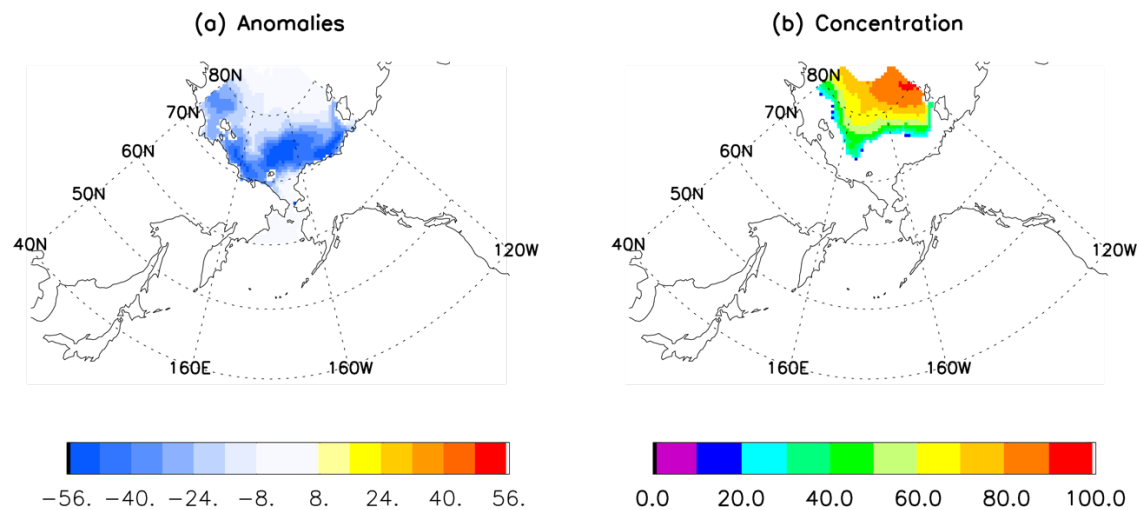 (a) Anomalies
80N
70N
60N
50N
40N
120W
160E
160W
−56. −40. −24. −8. 8. 24. 40. 56.
(b) Concentration
80N
70N
60N
50N
40N
120W
160E
160W
0.0 20.0 40.0 60.0 80.0 100.0